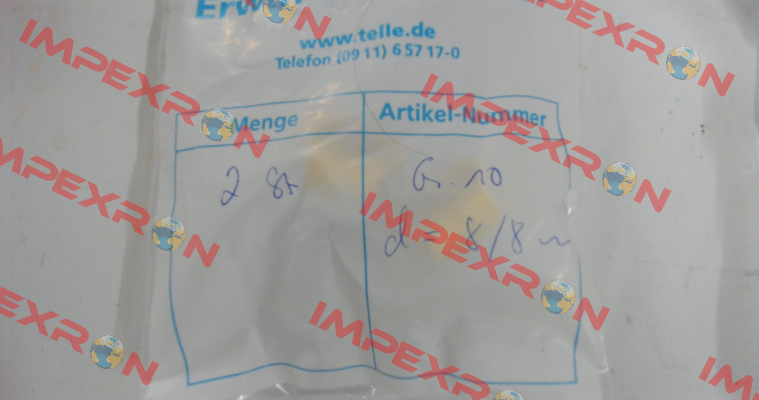 Erw
www.telle.de
Telefon (09 11) 6 57 17-0
Menge Artikel-Nummer
2 St Gr. 10
d = 8/8
IMPEXRON
IMPEXRON
IMPEXRON
IMPEXRON
IMPEXRON
IMPEXRON